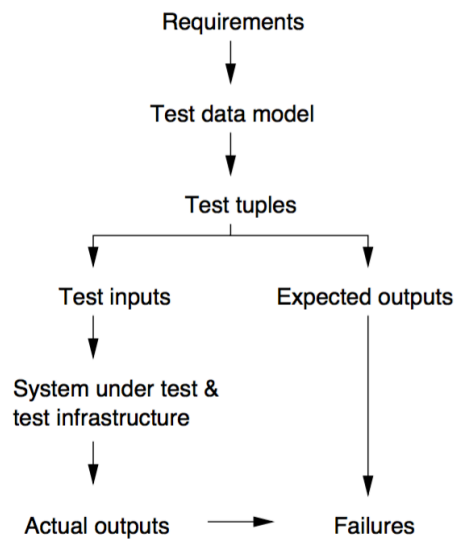 Requirements
Test data model
Test tuples
Test inputs
Expected outputs
System under test &
test infrastructure
Actual outputs
Failures